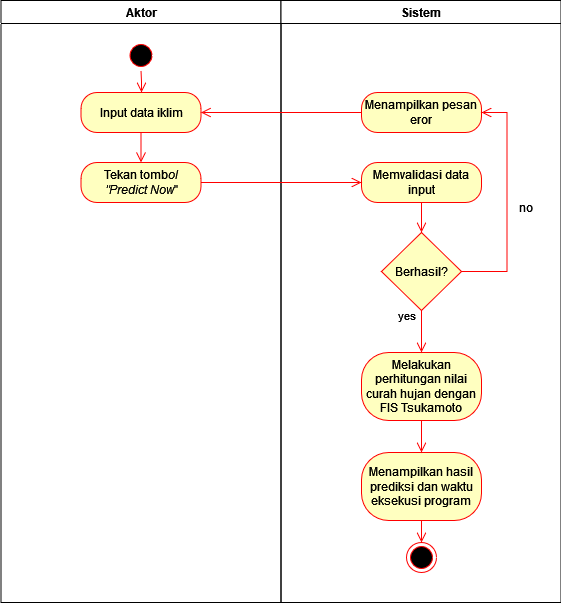 Aktor
Sistem
Input data iklim
Menampilkan pesan
eror
Tekan tombol
"Predict Now"
Memvalidasi data
input
no
Berhasil?
yes
Melakukan
perhitungan nilai
curah hujan dengan
FIS Tsukamoto
Menampilkan hasil
prediksi dan waktu
eksekusi program